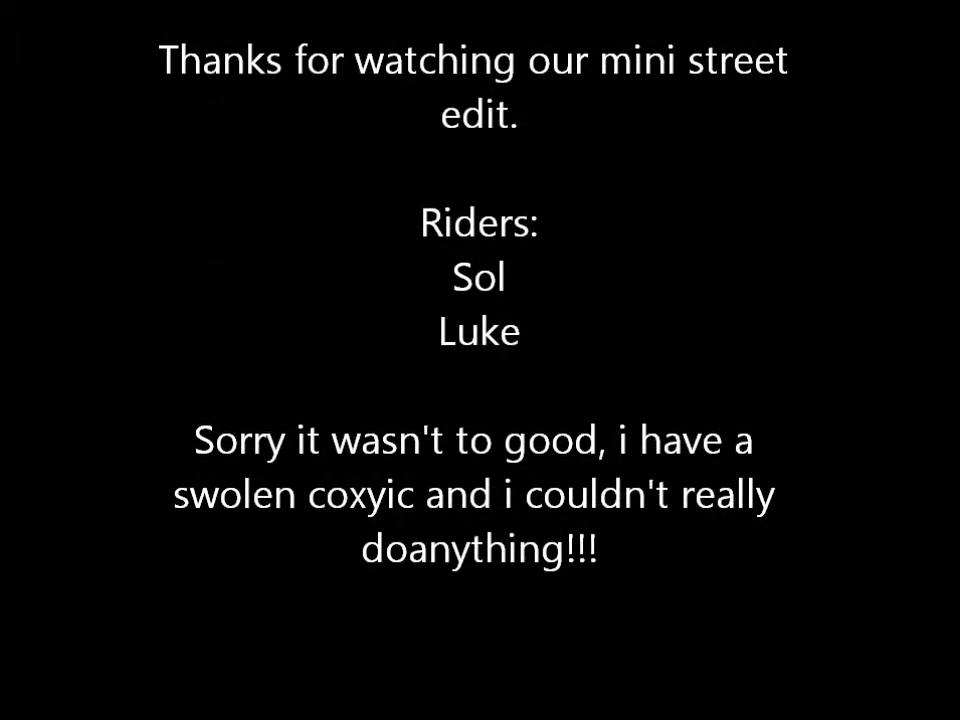 Thanks for watching our mini street
edit.
Riders:
Sol
Luke
Sorry it wasn't to good, i have a
swolen coxyic and i couldn't really
doanything!!!